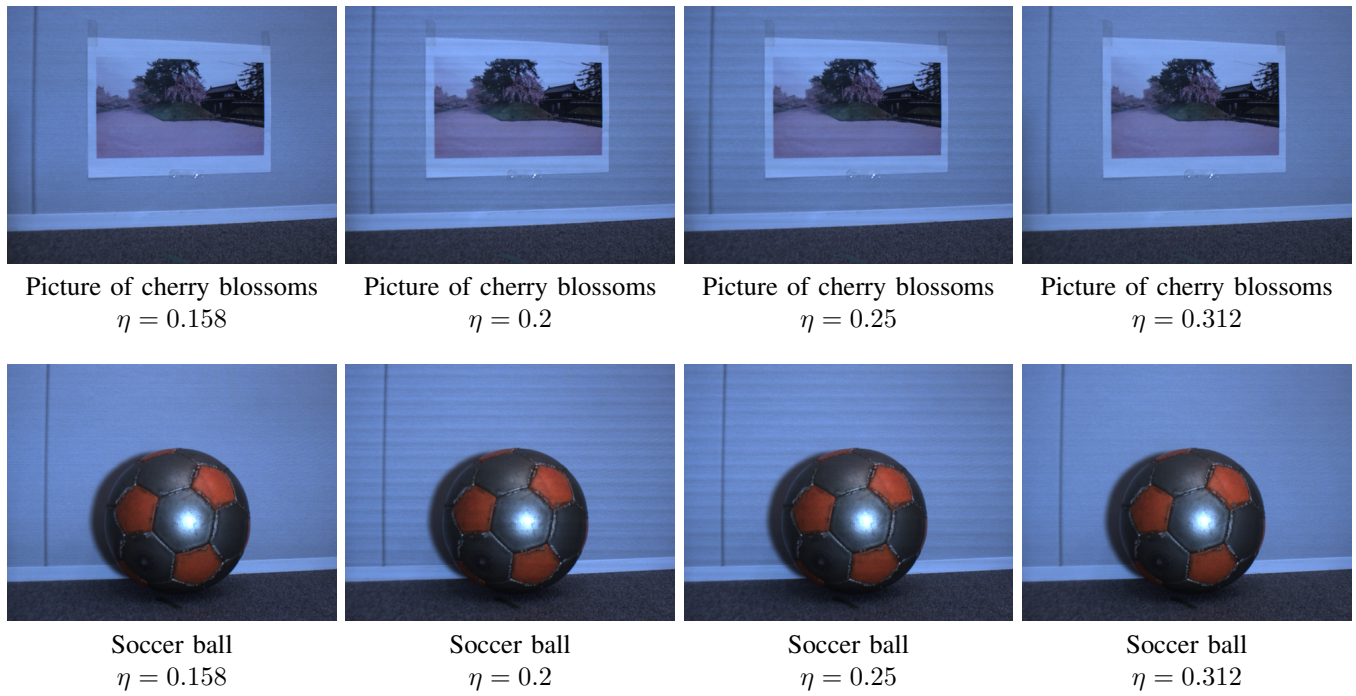 Picture of cherry blossoms
η = 0.158
Picture of cherry blossoms
η = 0.2
Picture of cherry blossoms
η = 0.25
Picture of cherry blossoms
η = 0.312
Soccer ball
η = 0.158
Soccer ball
η = 0.2
Soccer ball
η = 0.25
Soccer ball
η = 0.312